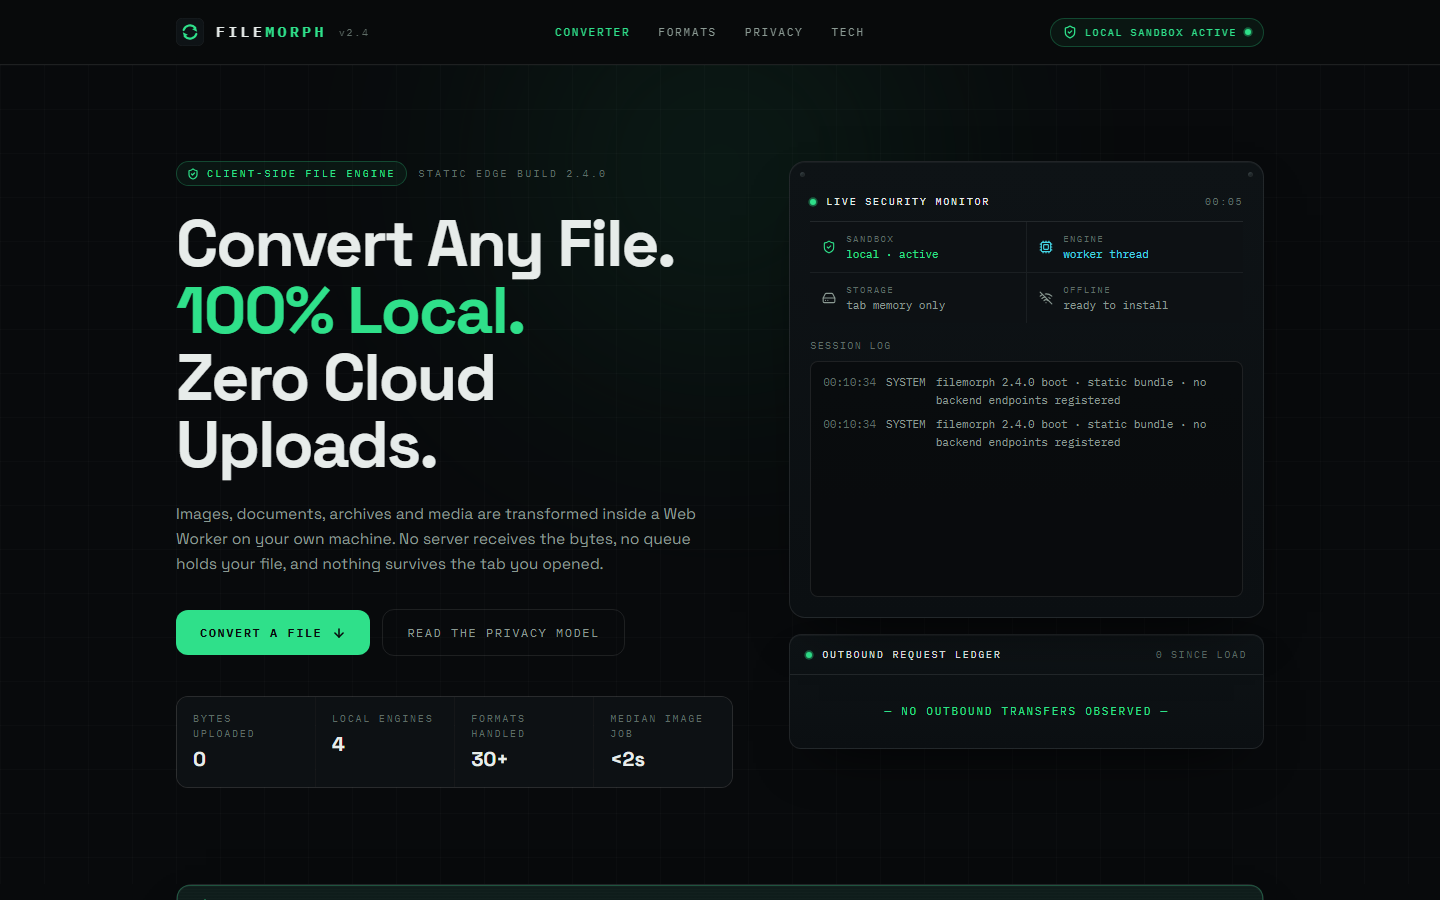 FILEMORPH v2.4
CONVERTER FORMATS PRIVACY TECH
LOCAL SANDBOX ACTIVE
CLIENT-SIDE FILE ENGINE STATIC EDGE BUILD 2.4.0
Convert Any File.
100% Local.
Zero Cloud
Uploads.
Images, documents, archives and media are transformed inside a Web
Worker on your own machine. No server receives the bytes, no queue
holds your file, and nothing survives the tab you opened.
CONVERT A FILE ↓
READ THE PRIVACY MODEL
BYTES
UPLOADED
0
LOCAL ENGINES
4
FORMATS
HANDLED
30+
MEDIAN IMAGE
JOB
<2s
LIVE SECURITY MONITOR 00:05
SANDBOX
local · active
ENGINE
worker thread
STORAGE
tab memory only
OFFLINE
ready to install
SESSION LOG
00:10:34 SYSTEM filemorph 2.4.0 boot · static bundle · no
backend endpoints registered
00:10:34 SYSTEM filemorph 2.4.0 boot · static bundle · no
backend endpoints registered
OUTBOUND REQUEST LEDGER 0 SINCE LOAD
— NO OUTBOUND TRANSFERS OBSERVED —